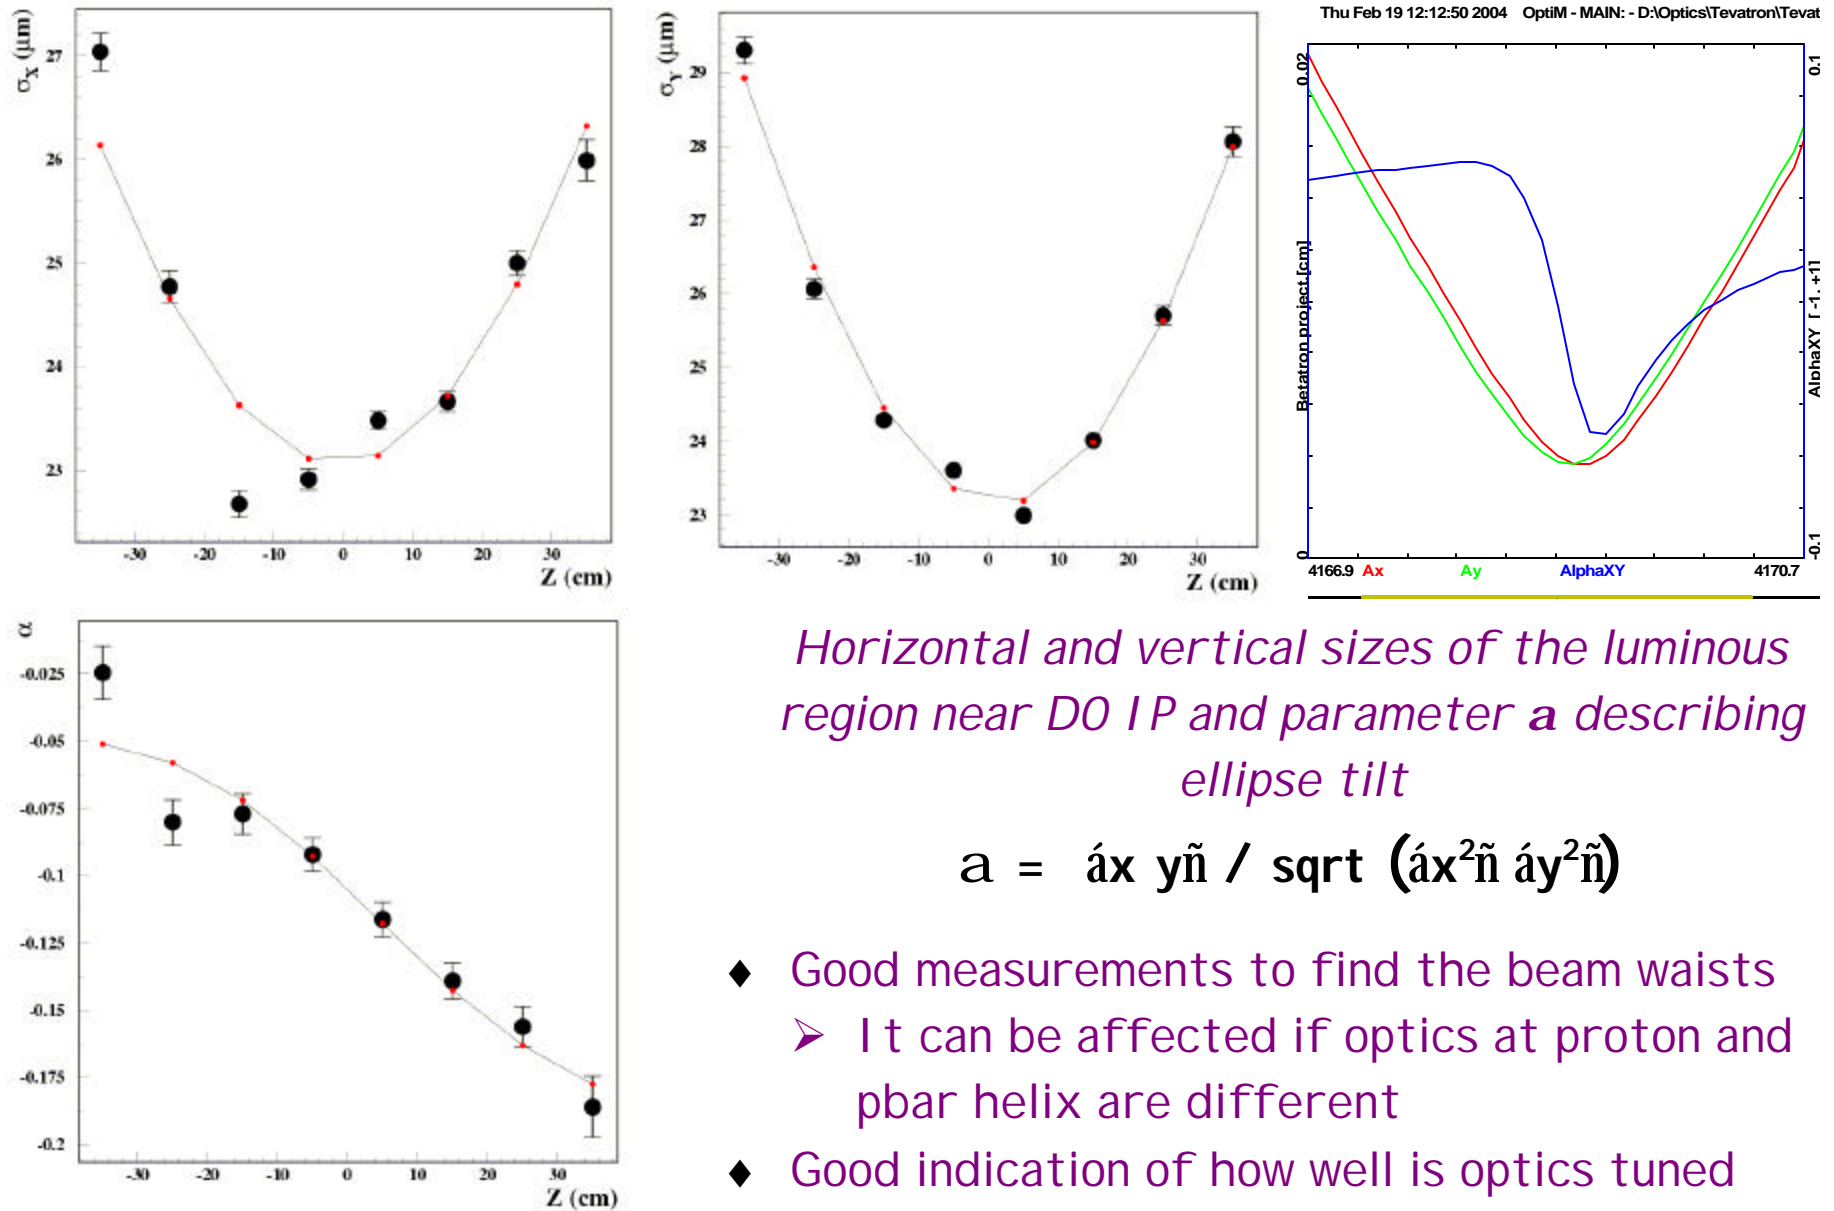 σX (μm)
27
26
25
24
23
-30 -20 -10 0 10 20 30
Z (cm)
σY (μm)
29
28
27
26
25
24
23
-30 -20 -10 0 10 20 30
Z (cm)
Thu Feb 19 12:12:50 2004 OptiM - MAIN: - D:\Optics\Tevatron\Tevat
0.02
Betatron project.[cm]
0
0.1
AlphaXY [ -1, +1]
-0.1
4166.9 Ax Ay AlphaXY 4170.7
α
-0.025
-0.05
-0.075
-0.1
-0.125
-0.15
-0.175
-0.2
-30 -20 -10 0 10 20 30
Z (cm)
Horizontal and vertical sizes of the luminous
region near D0 IP and parameter a describing
ellipse tilt
a = áx yñ / sqrt (áx²ñ áy²ñ)
♦ Good measurements to find the beam waists
➢ It can be affected if optics at proton and
pbar helix are different
♦ Good indication of how well is optics tuned